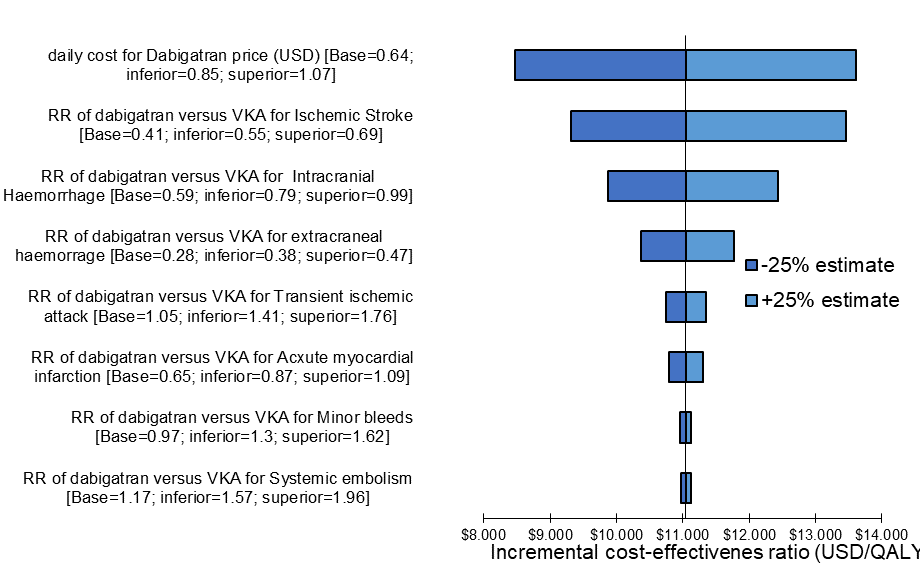 daily cost for Dabigatran price (USD) [Base=0.64;
inferior=0.85; superior=1.07]
RR of dabigatran versus VKA for Ischemic Stroke
[Base=0.41; inferior=0.55; superior=0.69]
RR of dabigatran versus VKA for Intracranial
Haemorrhage [Base=0.59; inferior=0.79; superior=0.99]
RR of dabigatran versus VKA for extracraneal
haemorrage [Base=0.28; inferior=0.38; superior=0.47]
-25% estimate
+25% estimate
RR of dabigatran versus VKA for Transient ischemic
attack [Base=1.05; inferior=1.41; superior=1.76]
RR of dabigatran versus VKA for Acxute myocardial
infarction [Base=0.65; inferior=0.87; superior=1.09]
RR of dabigatran versus VKA for Minor bleeds
[Base=0.97; inferior=1.3; superior=1.62]
RR of dabigatran versus VKA for Systemic embolism
[Base=1.17; inferior=1.57; superior=1.96]
$8.000 $9.000 $10.000 $11.000 $12.000 $13.000 $14.000
Incremental cost-effectivenes ratio (USD/QALY